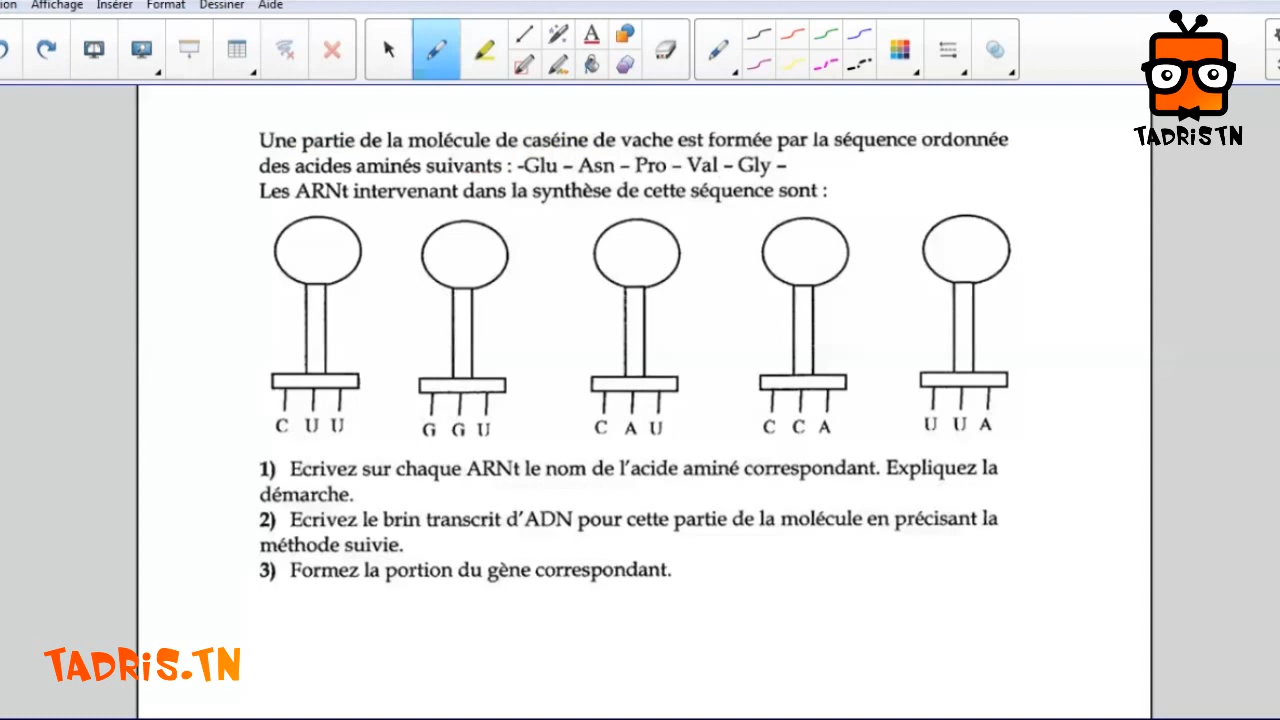 ion Affichage Insérer Format Dessiner Aide
TADRISTN
Une partie de la molécule de caséine de vache est formée par la séquence ordonnée
des acides aminés suivants : -Glu – Asn – Pro – Val – Gly –
Les ARNt intervenant dans la synthèse de cette séquence sont :
C U U G G U C A U C C A U U A
1) Ecrivez sur chaque ARNt le nom de l'acide aminé correspondant. Expliquez la
démarche.
2) Ecrivez le brin transcrit d'ADN pour cette partie de la molécule en précisant la
méthode suivie.
3) Formez la portion du gène correspondant.
TADRIS.TN